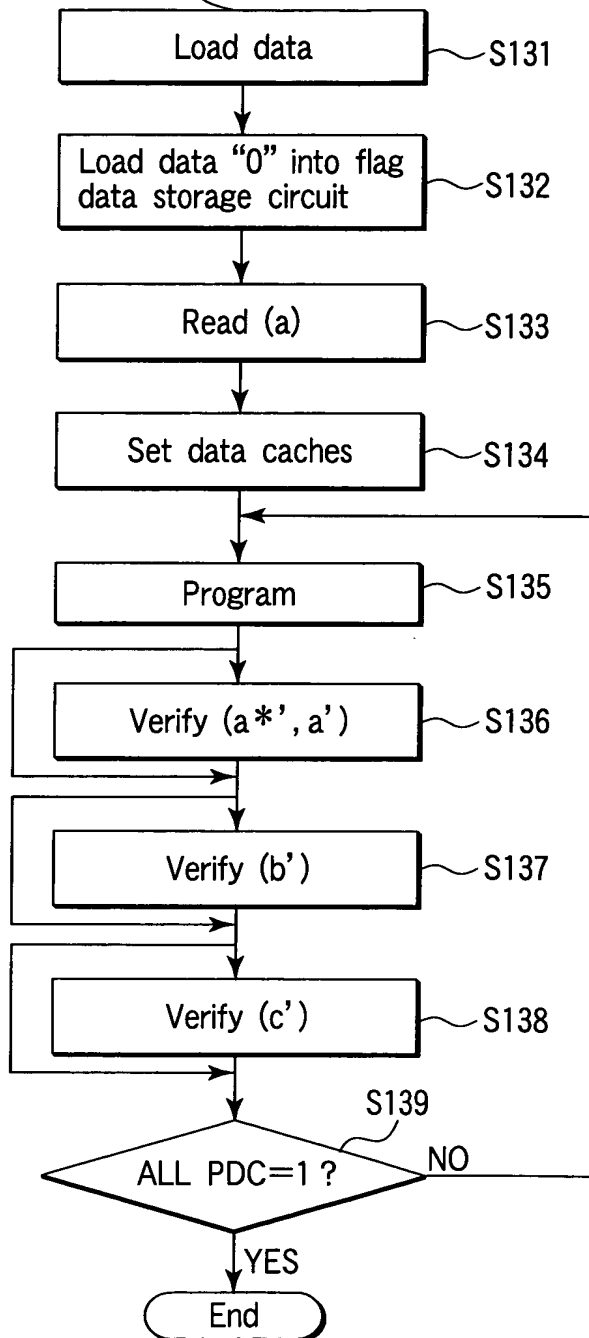 Load data
S131
Load data “0” into flag
data storage circuit
S132
Read (a)
S133
Set data caches
S134
Program
S135
Verify (a*’, a’)
S136
Verify (b’)
S137
Verify (c’)
S138
S139
ALL PDC=1 ?
NO
YES
End